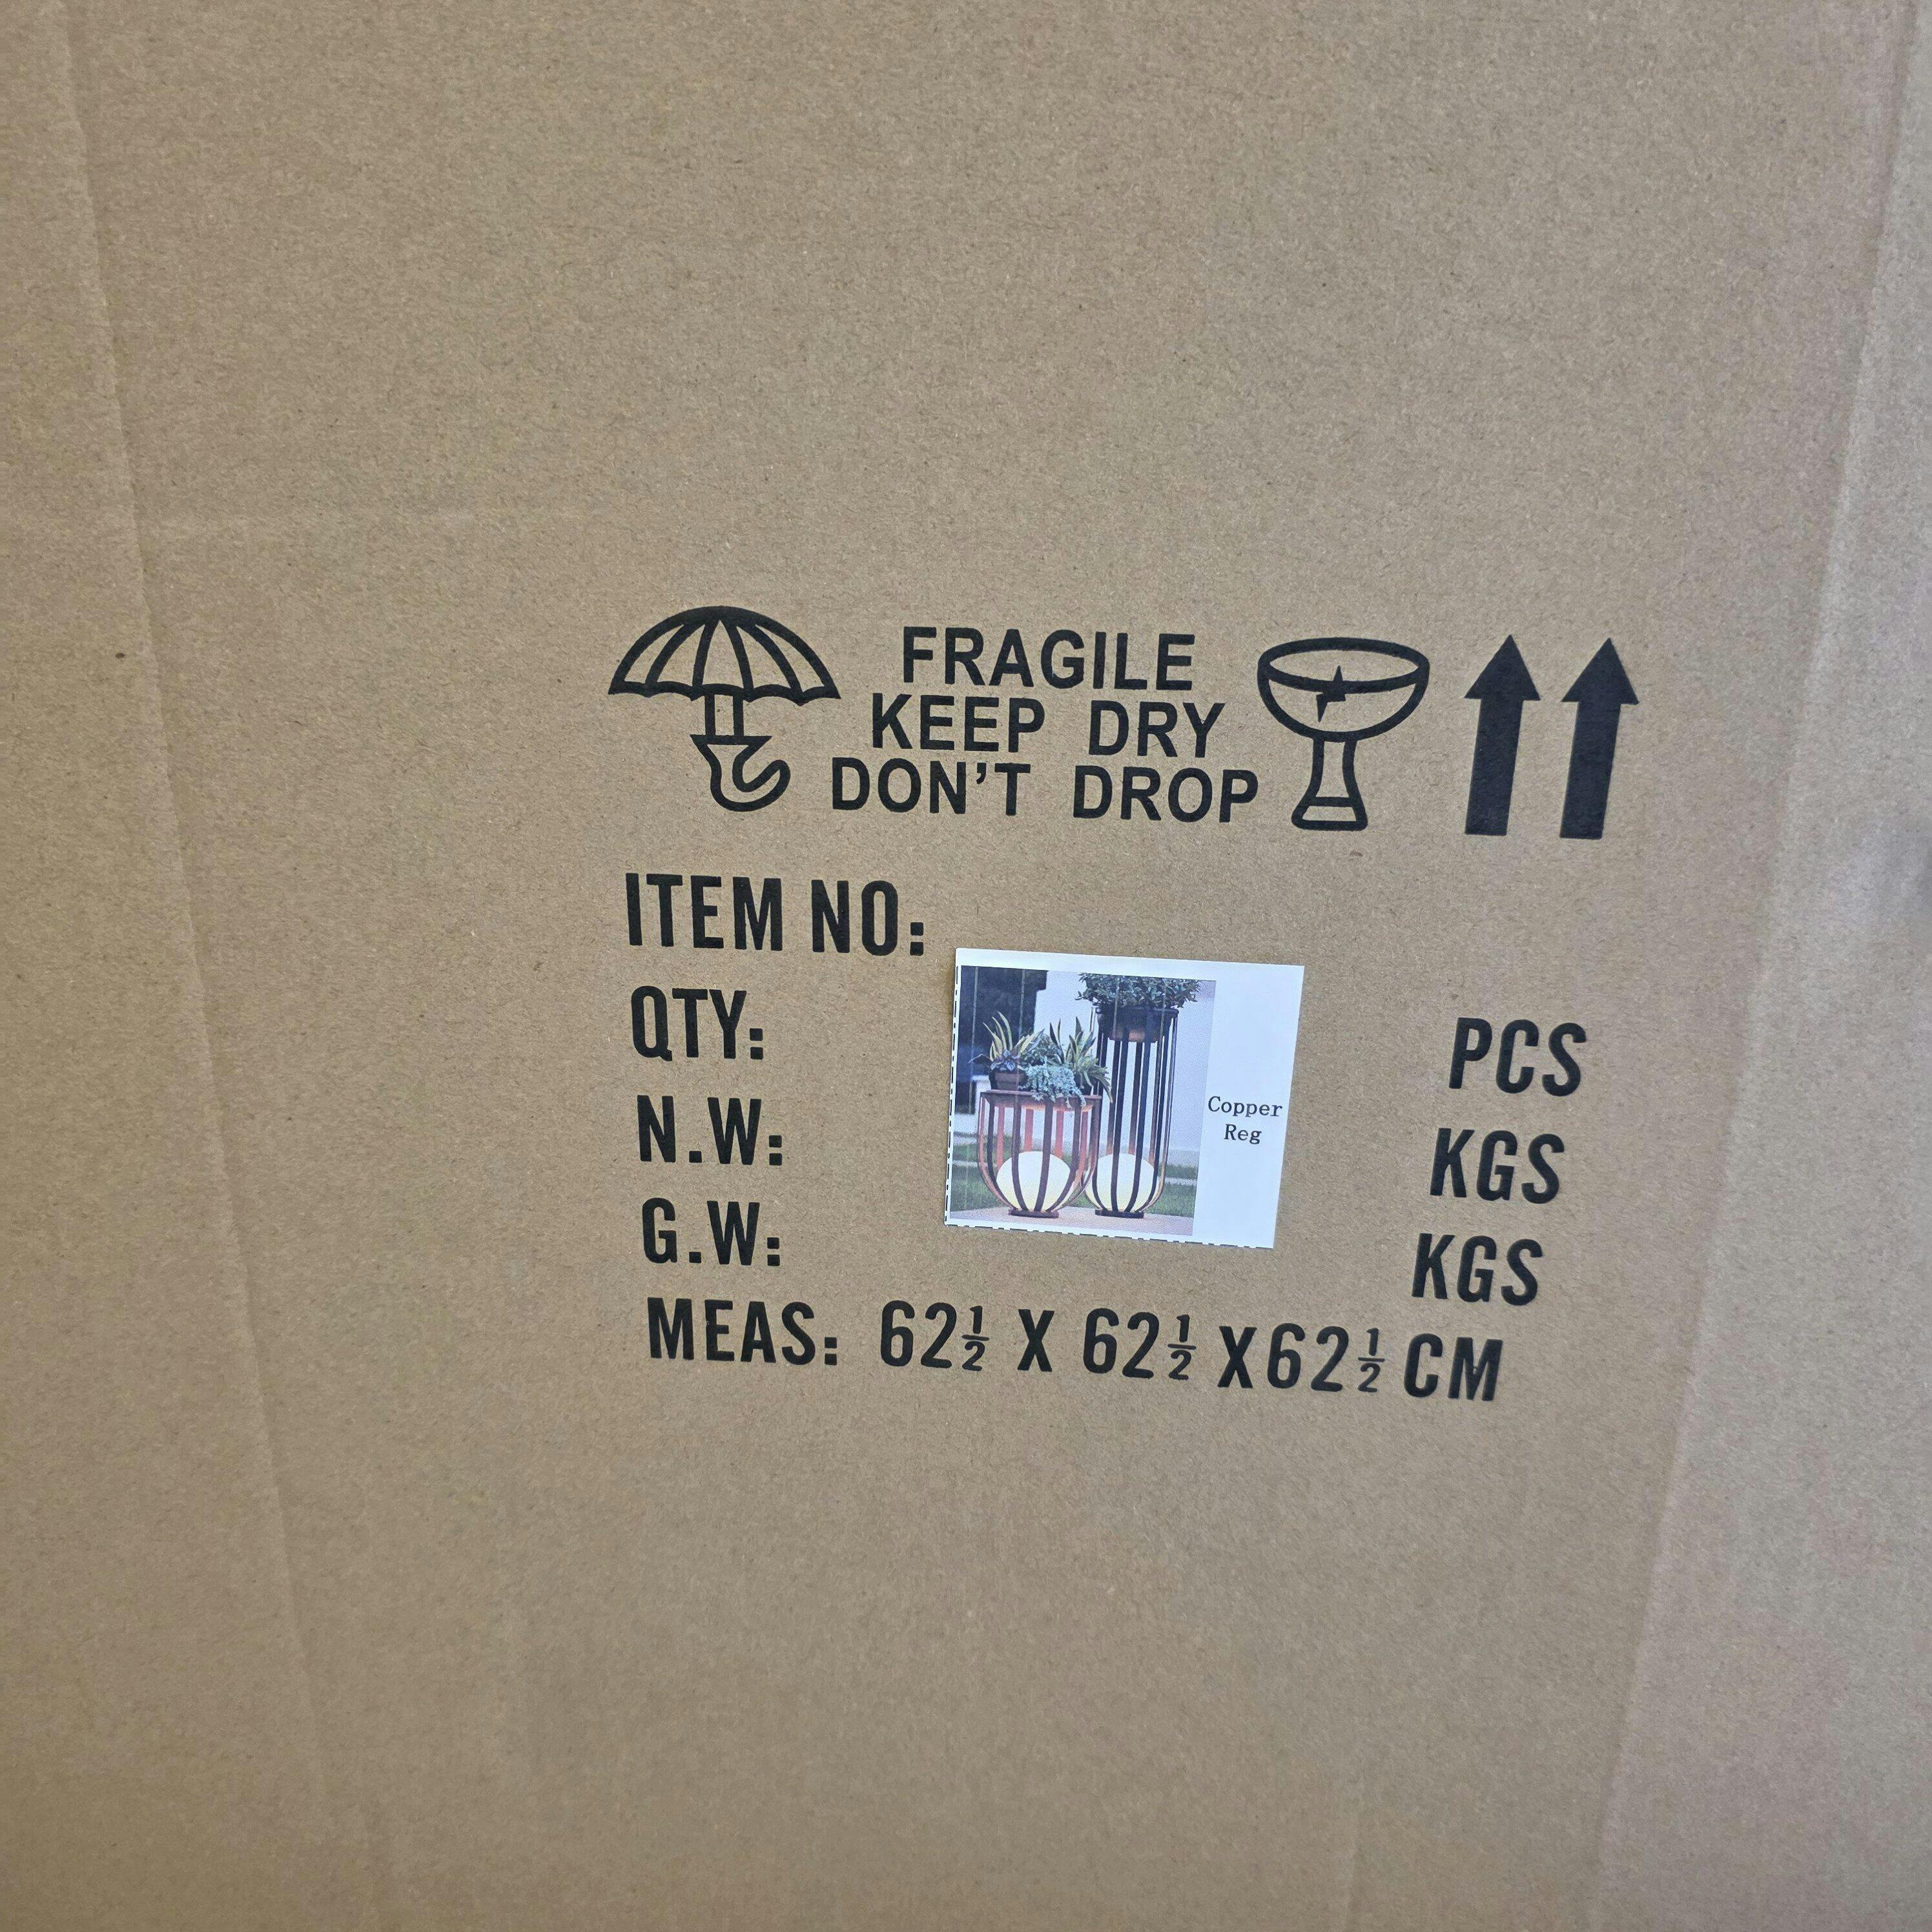 FRAGILE
KEEP DRY
DON'T DROP
ITEM NO:
QTY: PCS
N.W: KGS
G.W: KGS
MEAS: 62½ X 62½ X62½ CM
Copper
Reg